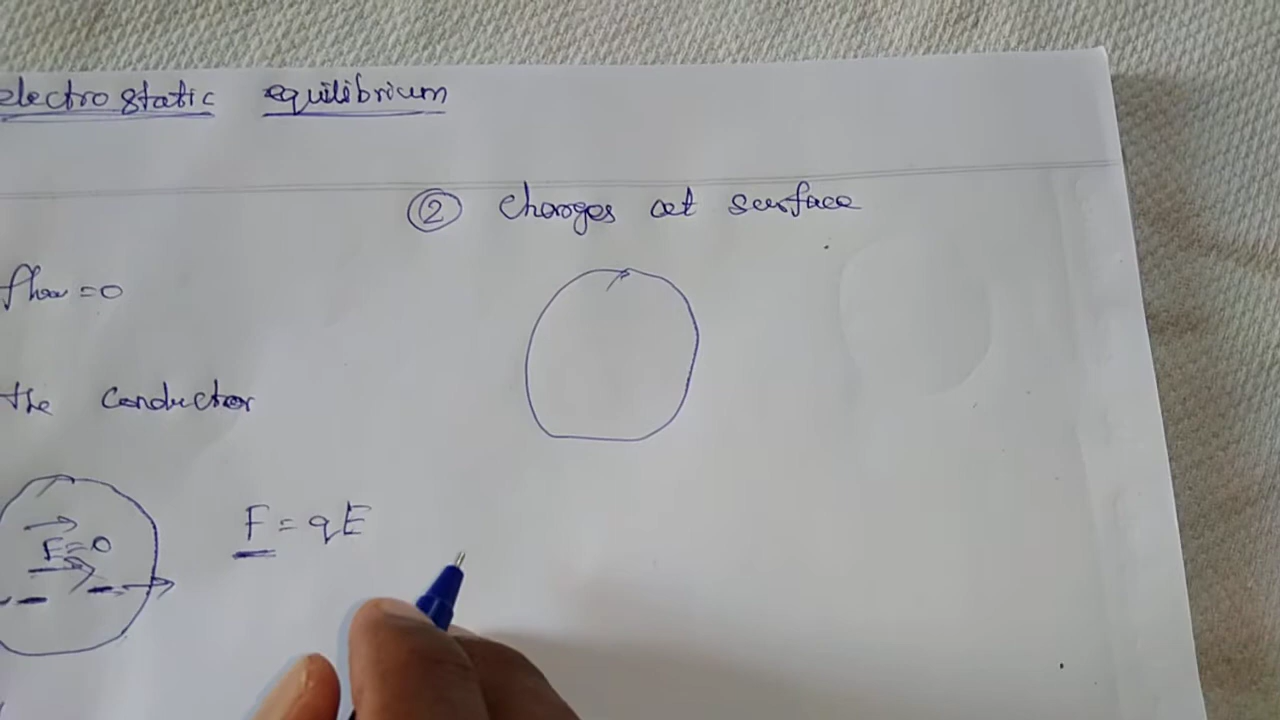 electrostatic equilibrium
② Charges at surface
flow = 0
the conductor
E = 0
F = qE